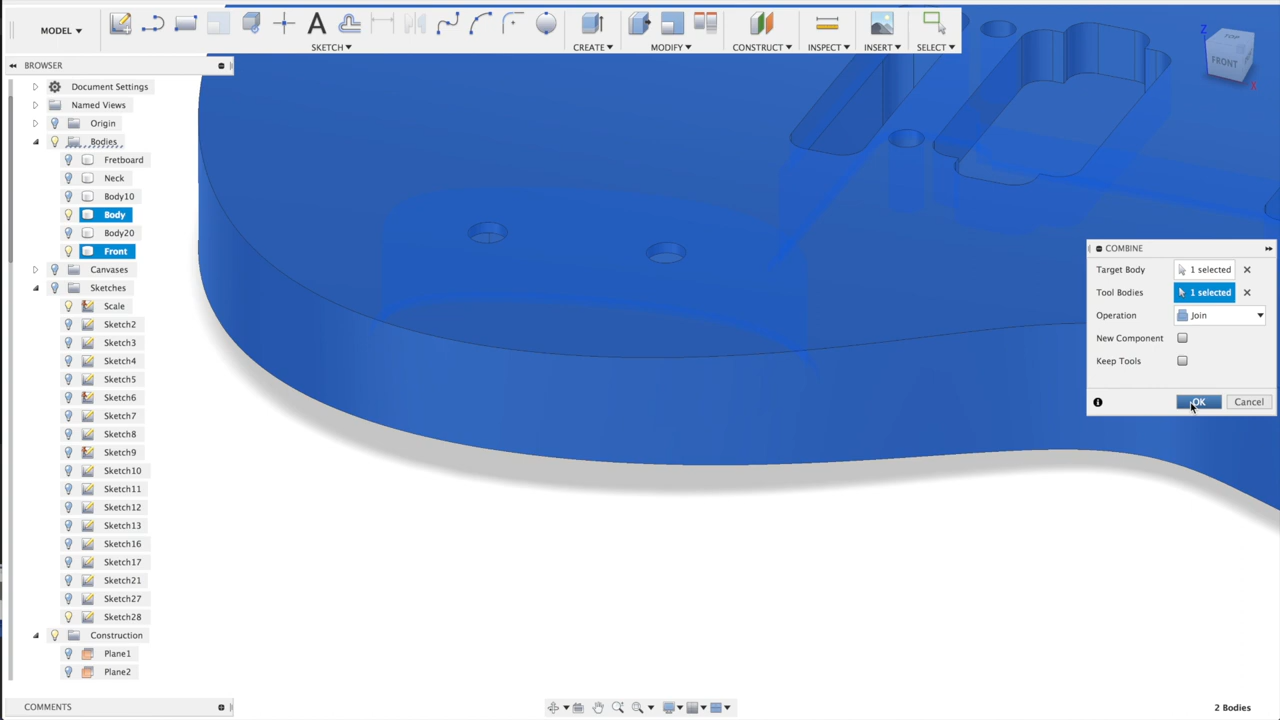 MODEL
SKETCH
CREATE
MODIFY
CONSTRUCT
INSPECT
INSERT
SELECT
BROWSER
Document Settings
Named Views
Origin
Bodies
Fretboard
Neck
Body10
Body
Body20
Front
Canvases
Sketches
Scale
Sketch2
Sketch3
Sketch4
Sketch5
Sketch6
Sketch7
Sketch8
Sketch9
Sketch10
Sketch11
Sketch12
Sketch13
Sketch16
Sketch17
Sketch21
Sketch27
Sketch28
Construction
Plane1
Plane2
COMMENTS
Z
TOP
FRONT
X
COMBINE
Target Body 1 selected
Tool Bodies 1 selected
Operation Join
New Component
Keep Tools
OK Cancel
2 Bodies